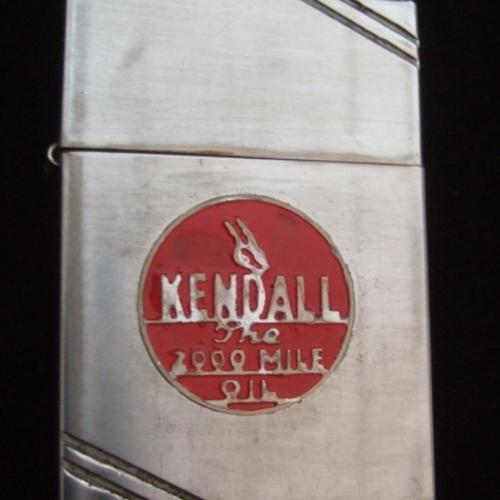 KENDALL
The
2000 MILE
OIL